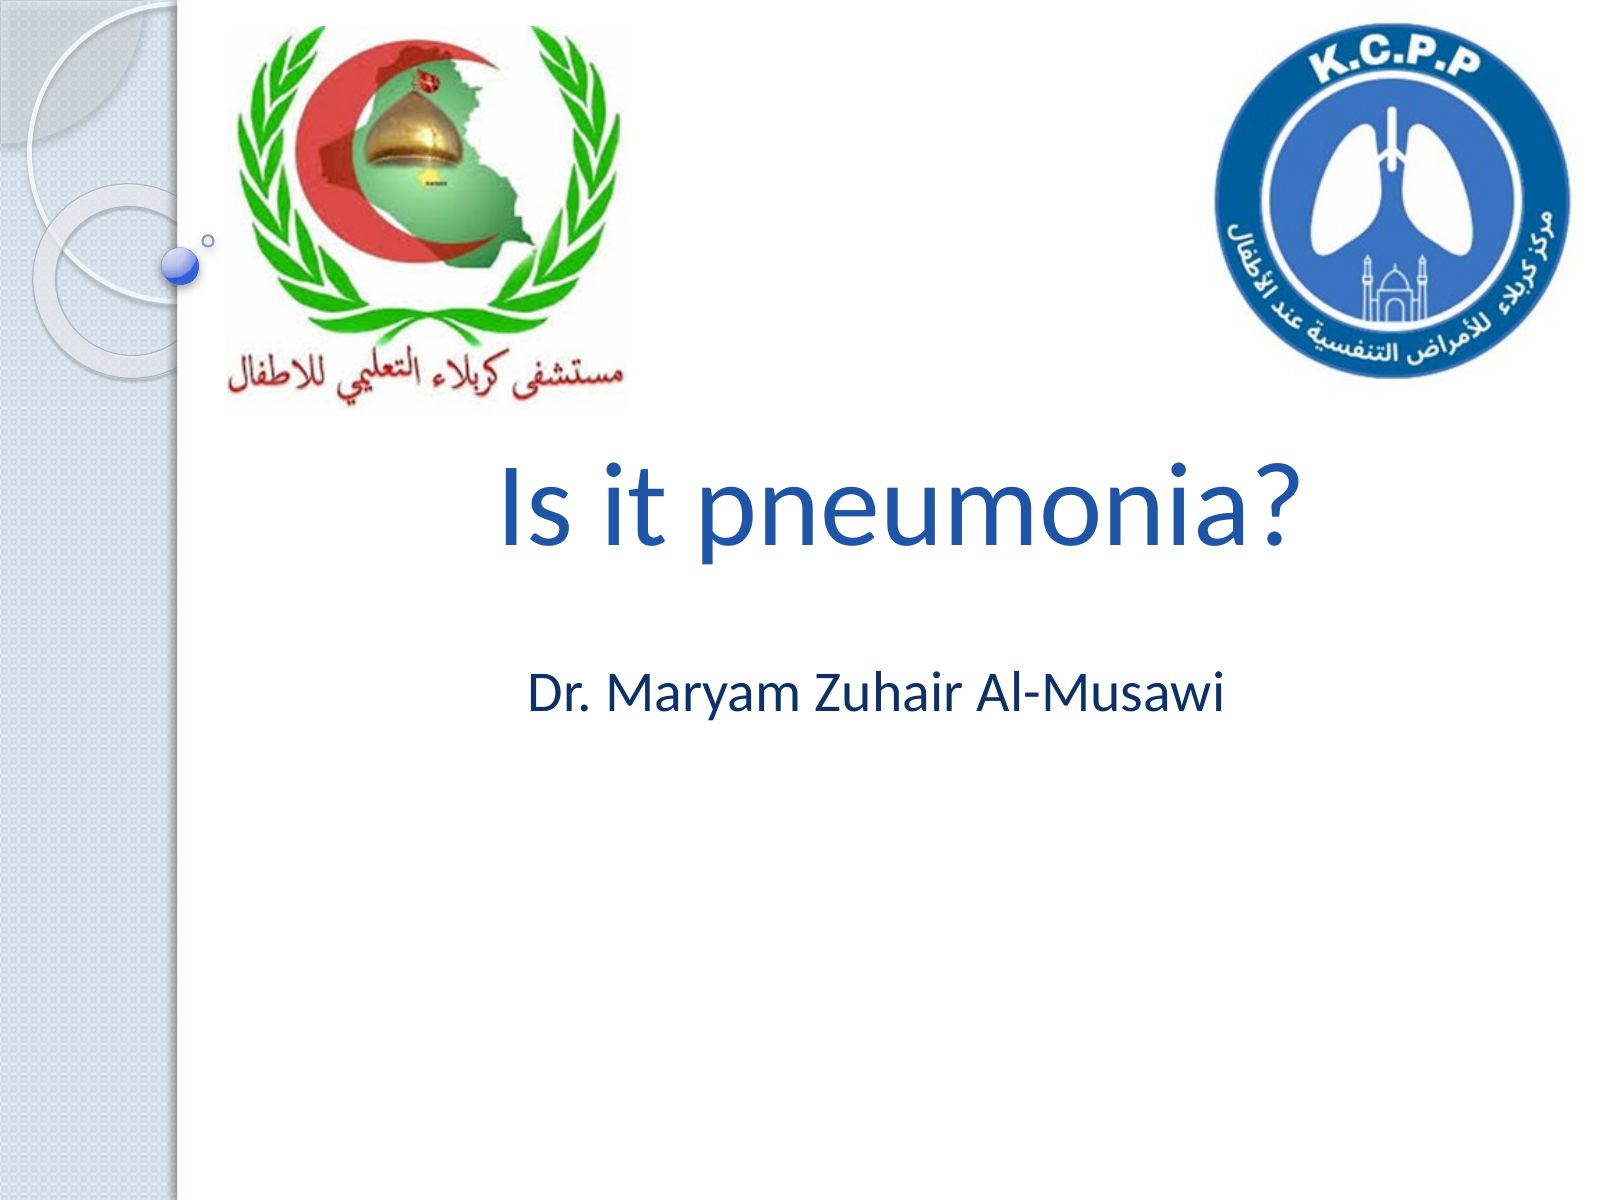 K.C.P.P
مركز كربلاء للأمراض التنفسية عند الأطفال
مستشفى كربلاء التعليمي للاطفال
Is it pneumonia?
Dr. Maryam Zuhair Al-Musawi